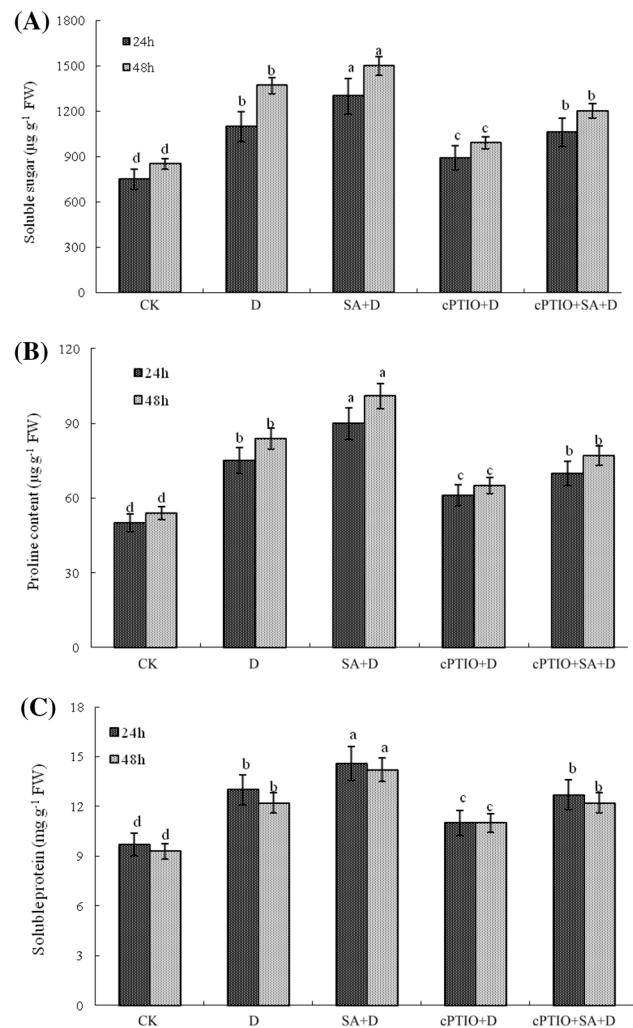 (A)
1800
1500
1200
900
600
300
0
Soluble sugar (µg g-1 FW)
24h
48h
d d
b b
a a
c c
b b
CK D SA+D cPTIO+D cPTIO+SA+D
(B)
120
90
60
30
0
Proline content (µg g-1 FW)
24h
48h
d d
b b
a a
c c
b b
CK D SA+D cPTIO+D cPTIO+SA+D
(C)
18
15
12
9
6
3
0
Solubleprotein (mg g-1 FW)
24h
48h
d d
b b
a a
c c
b b
CK D SA+D cPTIO+D cPTIO+SA+D